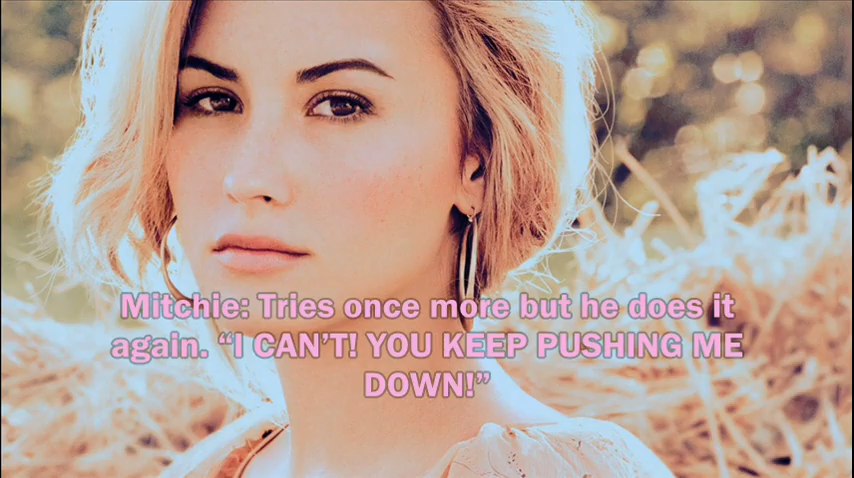 Mitchie: Tries once more but he does it
again. “I CAN’T! YOU KEEP PUSHING ME
DOWN!”